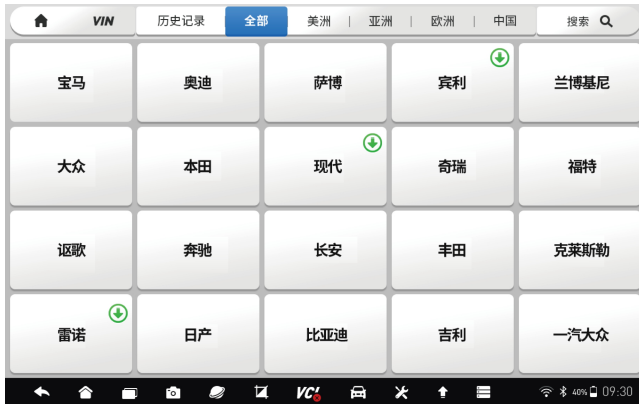 VIN 历史记录 全部 美洲 | 亚洲 | 欧洲 | 中国 搜索
宝马 奥迪 萨博 宾利 兰博基尼
大众 本田 现代 奇瑞 福特
讴歌 奔驰 长安 丰田 克莱斯勒
雷诺 日产 比亚迪 吉利 一汽大众
VCI 40% 09:30